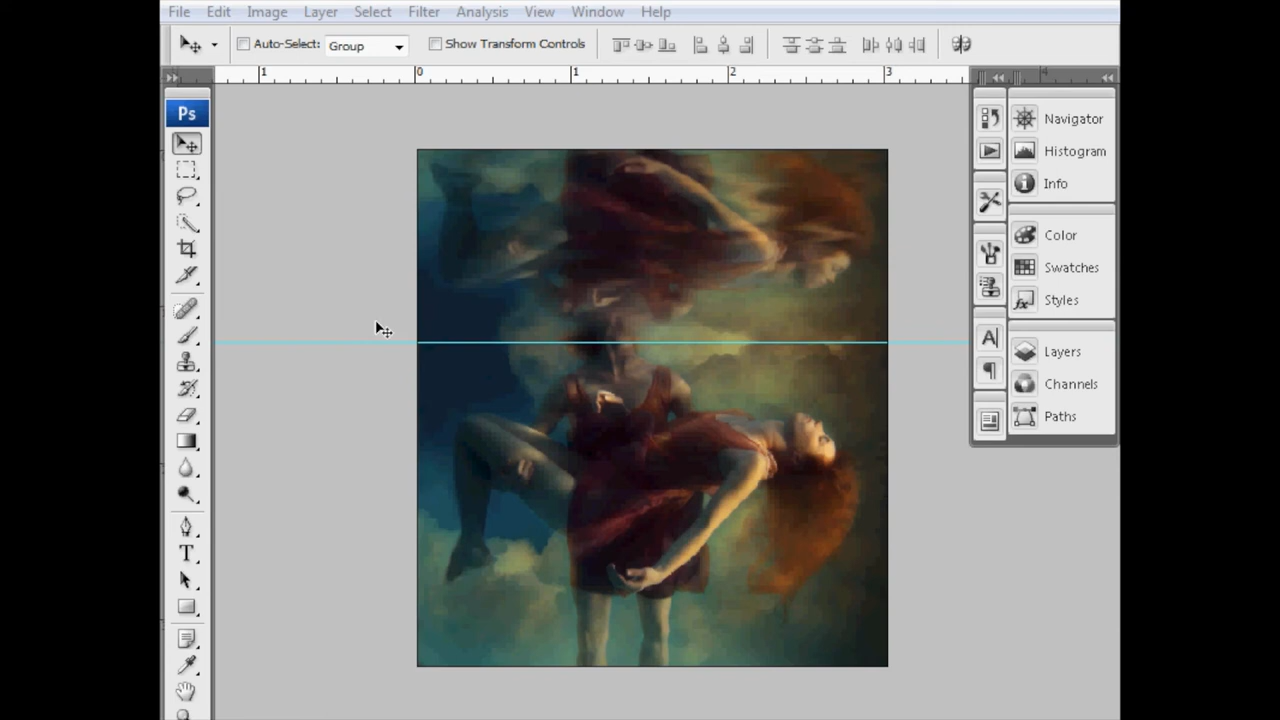 File Edit Image Layer Select Filter Analysis View Window Help
Auto-Select: Group Show Transform Controls
1 0 1 2 3 4
Ps
Navigator
Histogram
Info
Color
Swatches
Styles
Layers
Channels
Paths
A
T